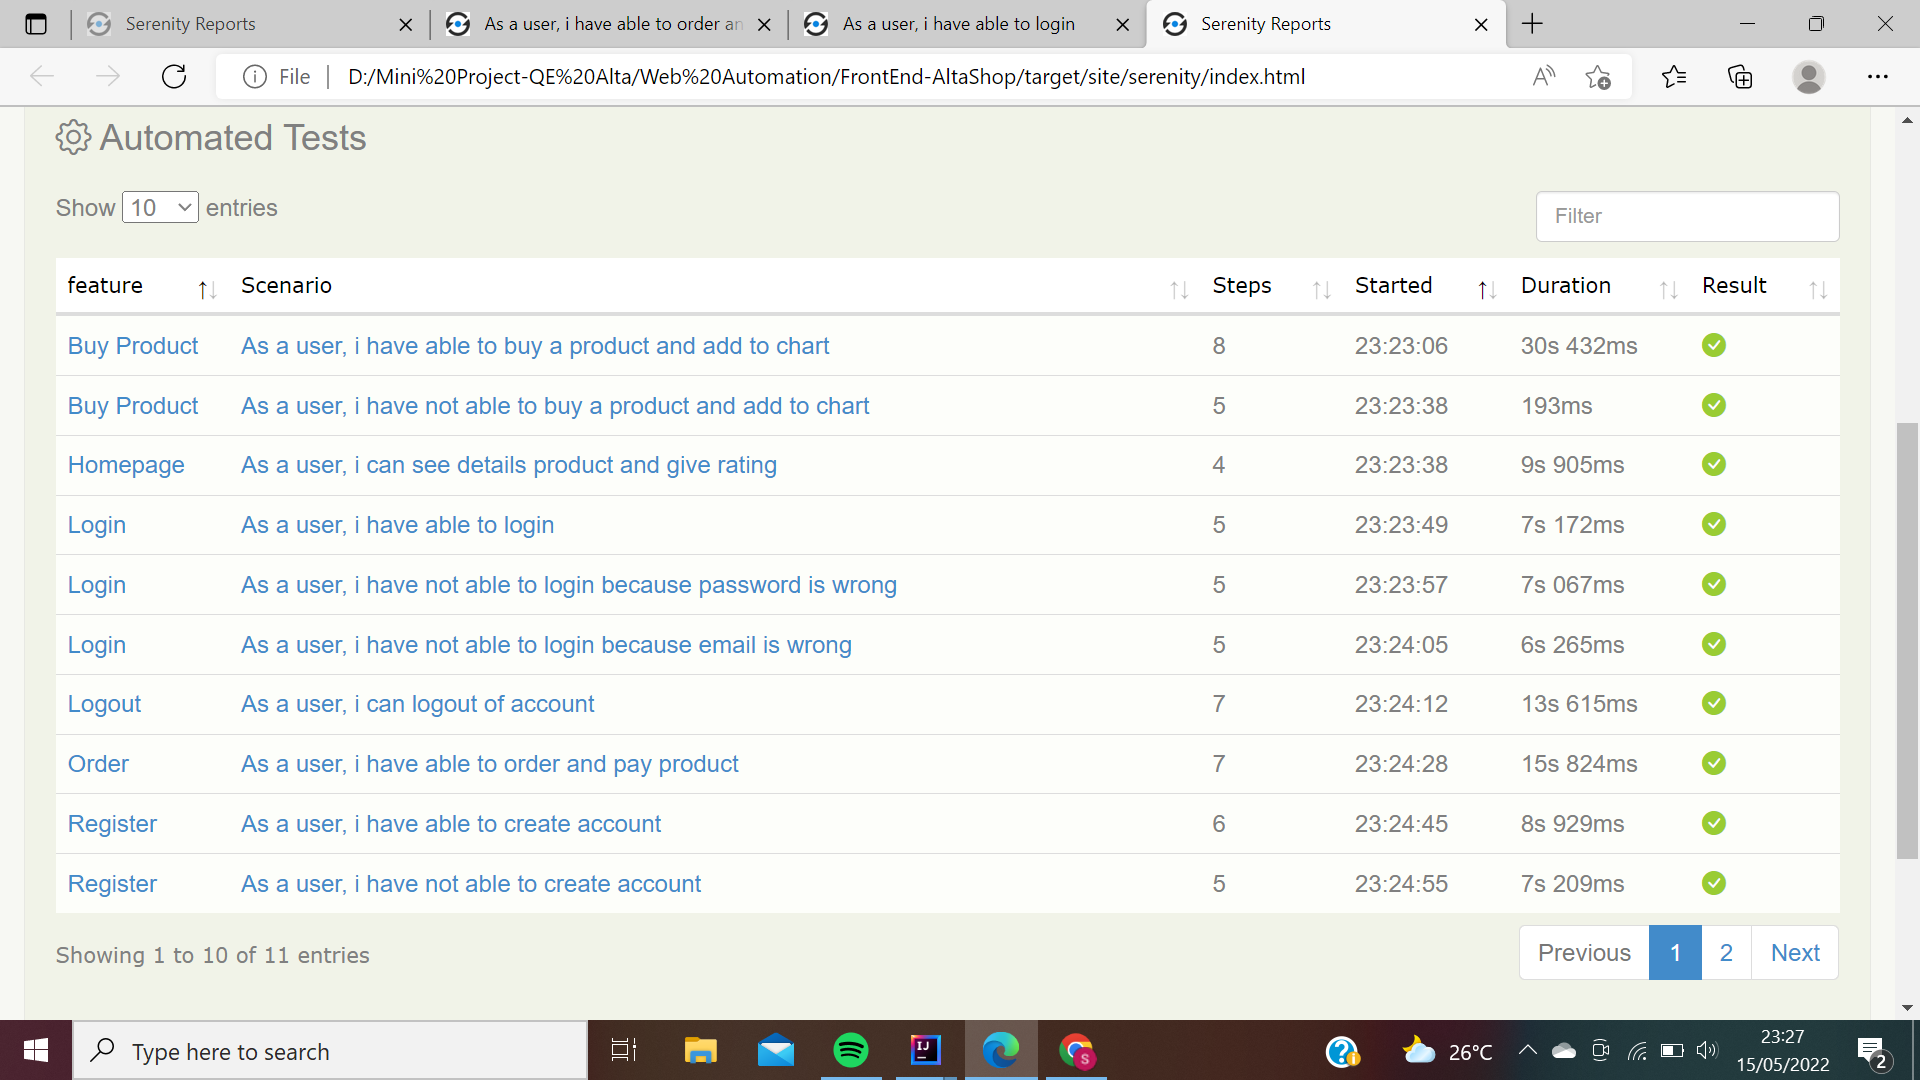 Serenity Reports
As a user, i have able to order an
As a user, i have able to login
Serenity Reports
File
D:/Mini%20Project-QE%20Alta/Web%20Automation/FrontEnd-AltaShop/target/site/serenity/index.html
Automated Tests
Show 10 entries
Filter
feature Scenario Steps Started Duration Result
Buy Product As a user, i have able to buy a product and add to chart 8 23:23:06 30s 432ms
Buy Product As a user, i have not able to buy a product and add to chart 5 23:23:38 193ms
Homepage As a user, i can see details product and give rating 4 23:23:38 9s 905ms
Login As a user, i have able to login 5 23:23:49 7s 172ms
Login As a user, i have not able to login because password is wrong 5 23:23:57 7s 067ms
Login As a user, i have not able to login because email is wrong 5 23:24:05 6s 265ms
Logout As a user, i can logout of account 7 23:24:12 13s 615ms
Order As a user, i have able to order and pay product 7 23:24:28 15s 824ms
Register As a user, i have able to create account 6 23:24:45 8s 929ms
Register As a user, i have not able to create account 5 23:24:55 7s 209ms
Showing 1 to 10 of 11 entries
Previous 1 2 Next
Type here to search
IJ
S
26°C
23:27
15/05/2022
2